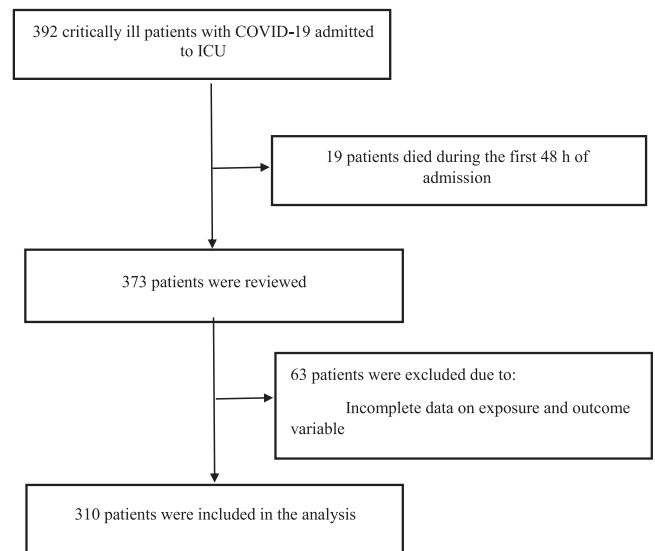 392 critically ill patients with COVID-19 admitted
to ICU
19 patients died during the first 48 h of
admission
373 patients were reviewed
63 patients were excluded due to:
Incomplete data on exposure and outcome
variable
310 patients were included in the analysis